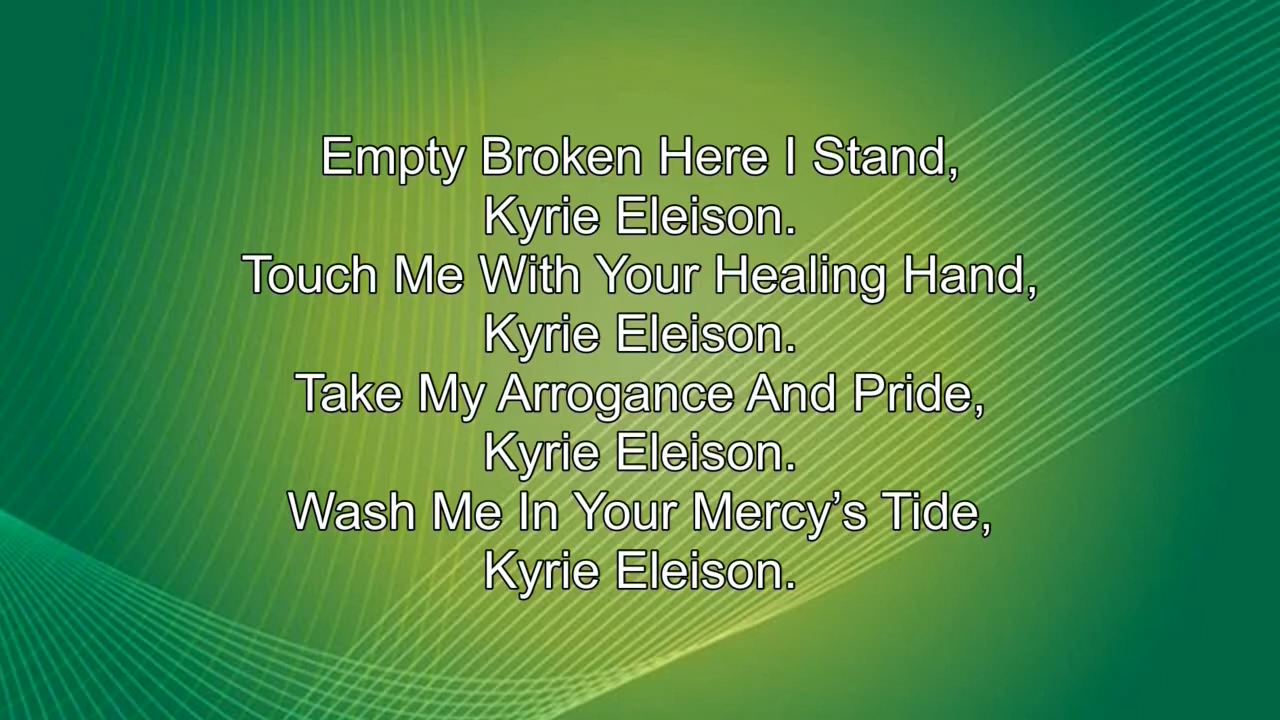 Empty Broken Here I Stand,
Kyrie Eleison.
Touch Me With Your Healing Hand,
Kyrie Eleison.
Take My Arrogance And Pride,
Kyrie Eleison.
Wash Me In Your Mercy’s Tide,
Kyrie Eleison.